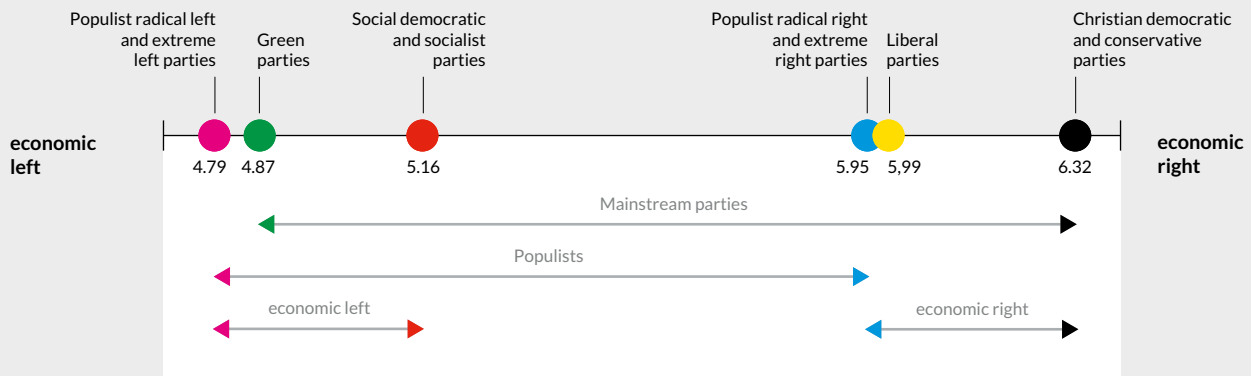 Populist radical left
and extreme
left parties
Green
parties
Social democratic
and socialist
parties
Populist radical right
and extreme
right parties
Liberal
parties
Christian democratic
and conservative
parties
economic
left
4.79
4.87
5.16
5.95
5,99
6.32
economic
right
Mainstream parties
Populists
economic left
economic right